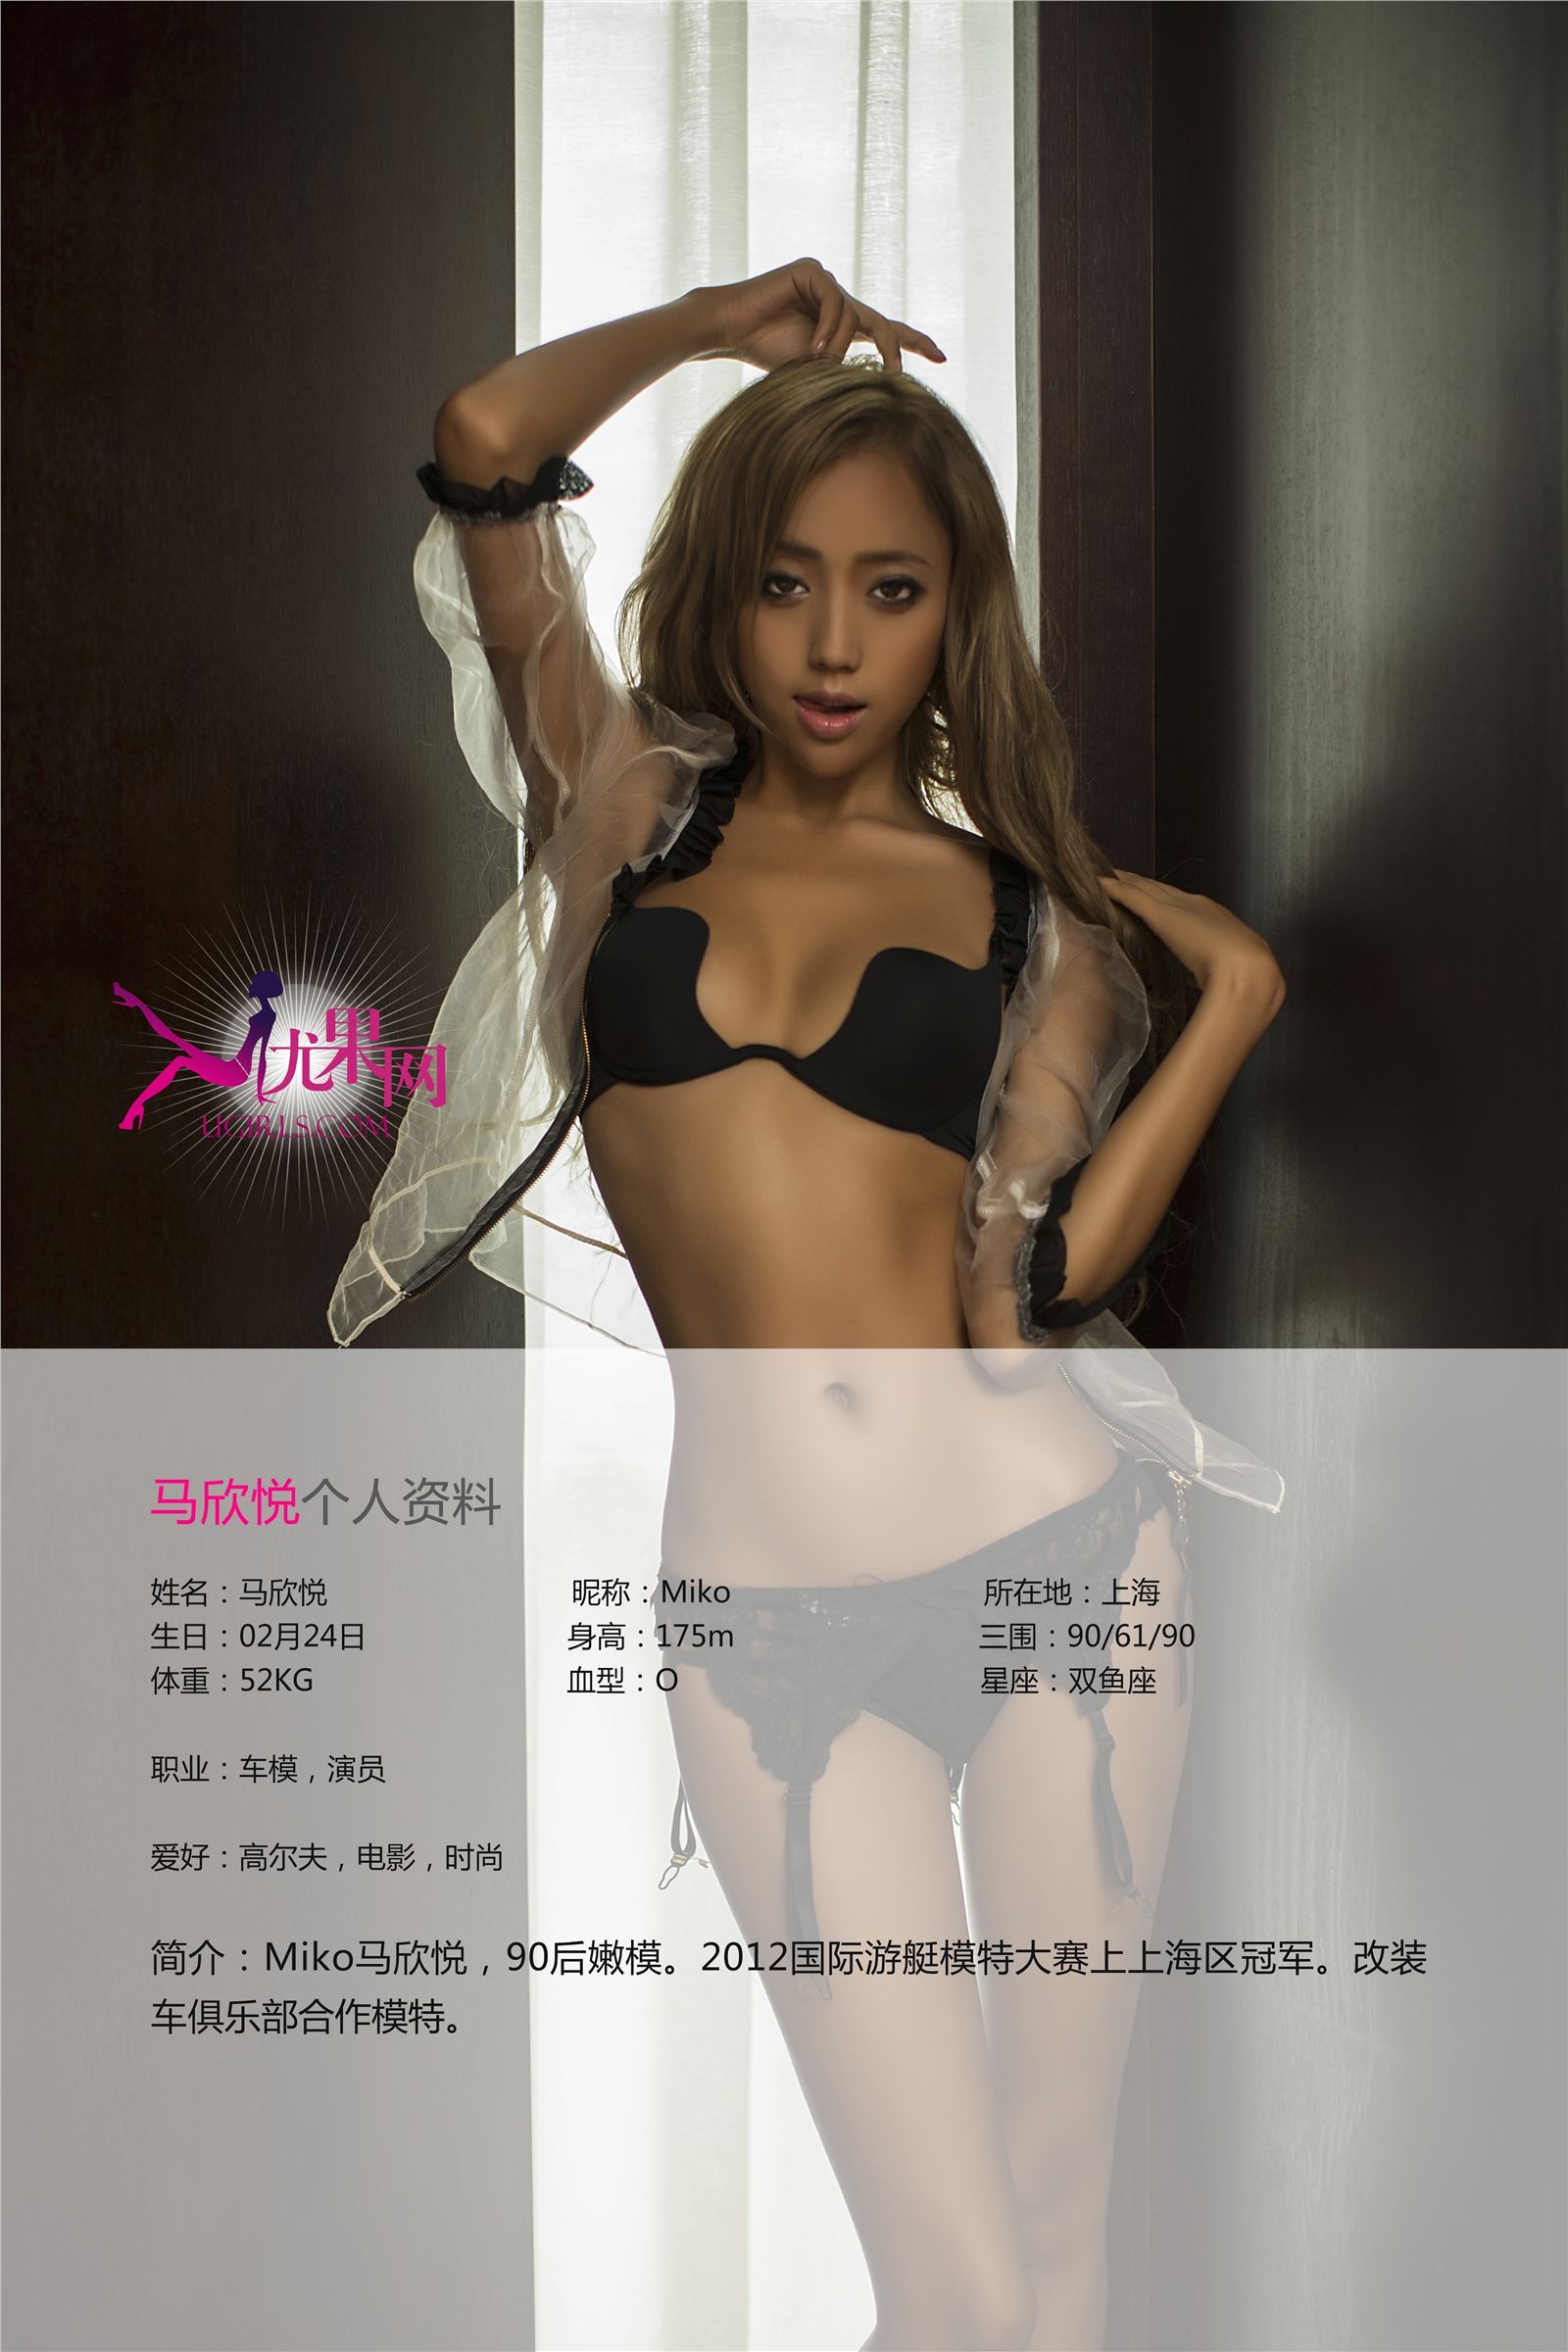 尤果网
UGIRLS.COM
马欣悦个人资料
姓名：马欣悦 昵称：Miko 所在地：上海
生日：02月24日 身高：175m 三围：90/61/90
体重：52KG 血型：O 星座：双鱼座
职业：车模，演员
爱好：高尔夫，电影，时尚
简介：Miko马欣悦，90后嫩模。2012国际游艇模特大赛上上海区冠军。改装
车俱乐部合作模特。